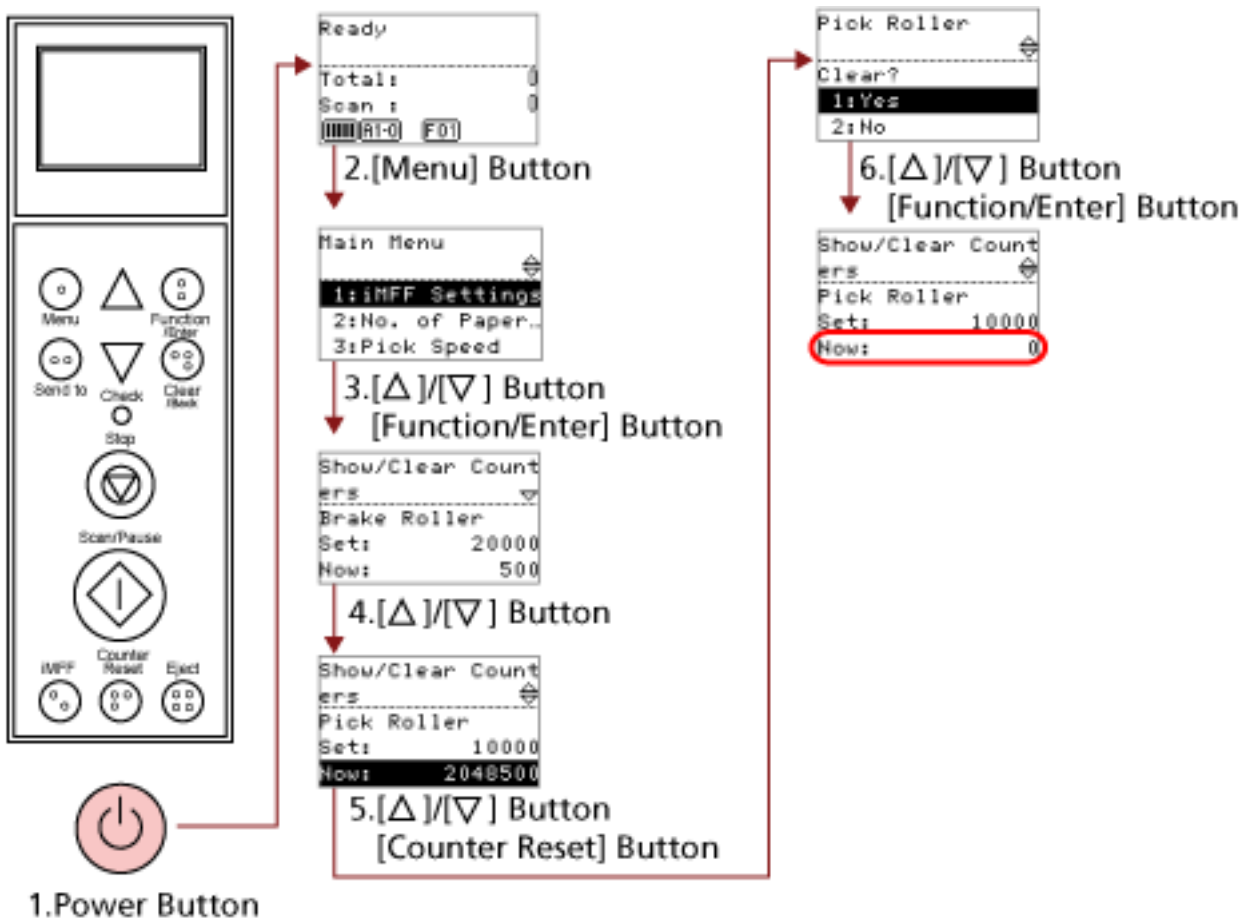 Menu
Function
/Enter
Send to
Check
Clear
/Back
Stop
Scan/Pause
iMFF
Counter
Reset
Eject
1.Power Button
Ready
Total: 0
Scan : 0
A1-0 F01
2.[Menu] Button
Main Menu
1:iMFF Settings
2:No. of Paper…
3:Pick Speed
3.[△]/[▽] Button
[Function/Enter] Button
Show/Clear Count
ers
Brake Roller
Set: 20000
Now: 500
4.[△]/[▽] Button
Show/Clear Count
ers
Pick Roller
Set: 10000
Now: 2048500
5.[△]/[▽] Button
[Counter Reset] Button
Pick Roller
Clear?
1:Yes
2:No
6.[△]/[▽] Button
[Function/Enter] Button
Show/Clear Count
ers
Pick Roller
Set: 10000
Now: 0